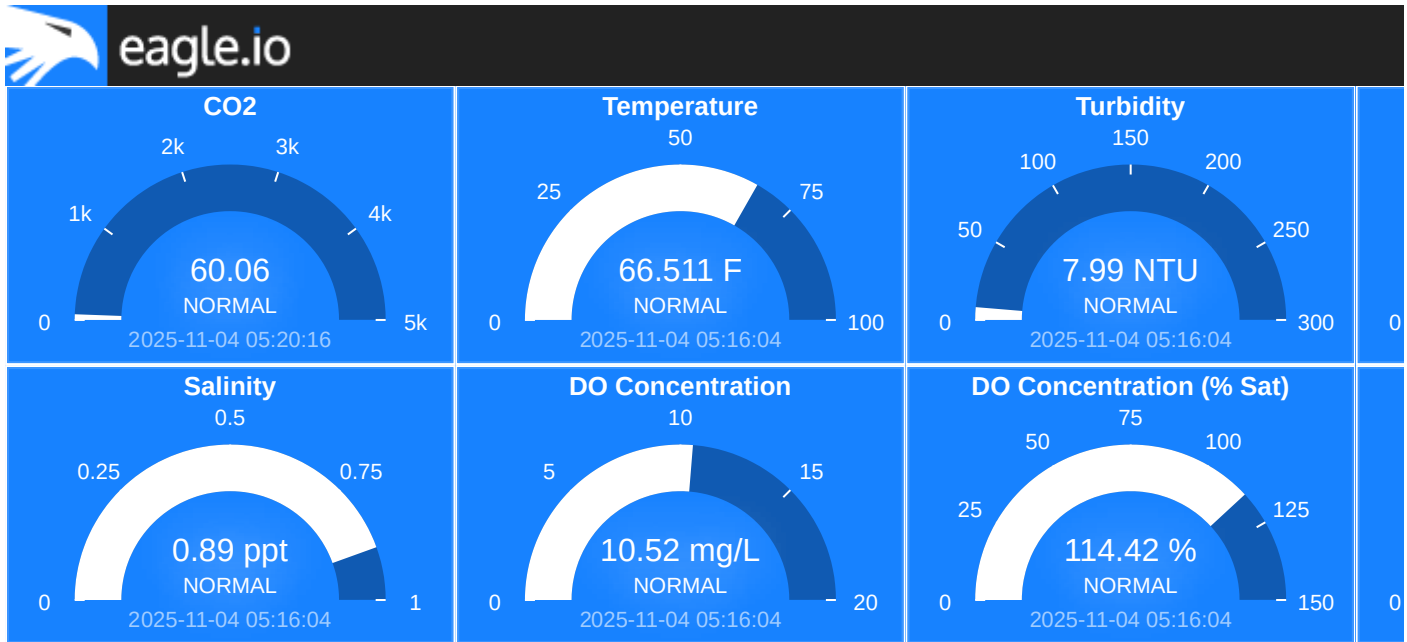 eagle.io
CO2
2k 3k
1k 4k
60.06
NORMAL
0 5k
2025-11-04 05:20:16
Temperature
50
25 75
66.511 F
NORMAL
0 100
2025-11-04 05:16:04
Turbidity
150
100 200
50 250
7.99 NTU
NORMAL
0 300
2025-11-04 05:16:04
0
Salinity
0.5
0.25 0.75
0.89 ppt
NORMAL
0 1
2025-11-04 05:16:04
DO Concentration
10
5 15
10.52 mg/L
NORMAL
0 20
2025-11-04 05:16:04
DO Concentration (% Sat)
75
50 100
25 125
114.42 %
NORMAL
0 150
2025-11-04 05:16:04
0